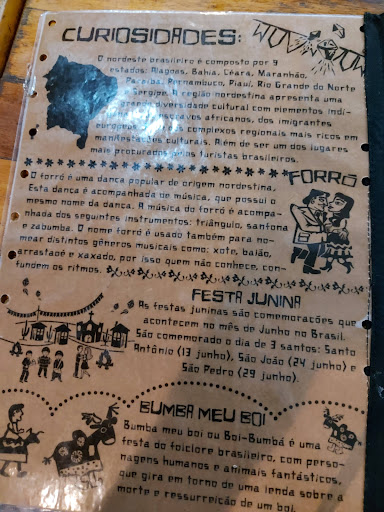 CURIOSIDADES:
O nordeste brasileiro é composto por 9
estados: Alagoas, Bahia, Ceara, Maranhão,
Paraíba, Pernambuco, Piauí, Rio Grande do Norte
Sergipe. A região nordestina apresenta uma
grande diversidade cultural com elementos indí-
escravos africanos, dos imigrantes
europeus. complexos regionais mais ricos em
manifestações culturais. Além de ser um dos lugares
mais procurados pelos turistas brasileiros.
FORRÓ
O forró é uma dança popular de origem nordestina.
Esta dança é acompanhada de música, que possui o
mesmo nome da dança. A música do forró é acompa-
nhada dos seguintes instrumentos: triângulo, sanfona
e zabumba. O nome forró é usado também para no-
mear distintos gêneros musicais como: xote, baião,
arrastapé e xaxado, por isso quem não conhece, con-
fundem os ritmos.
FESTA JUNINA
As festas juninas são comemorações que
acontecem no mês de Junho no Brasil.
São comemorado o dia de 3 santos: Santo
Antônio (13 junho), São João (24 junho) e
São Pedro (29 junho).
BUMBA MEU BOI
Bumba meu boi ou Boi-Bumbá é uma
festa do folclore brasileiro, com perso-
nagens humanos e animais fantásticos,
que gira em torno de uma lenda sobre a
morte e ressurreição de um boi.